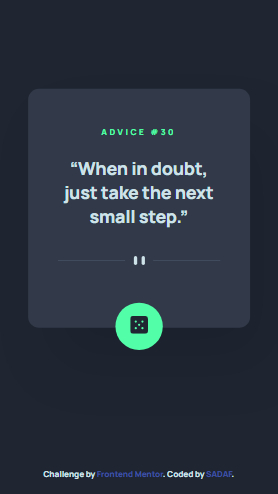 ADVICE #30
“When in doubt,
just take the next
small step.”
Challenge by Frontend Mentor. Coded by SADAF.